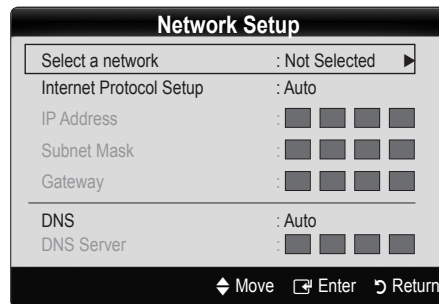 Network Setup
Select a network : Not Selected ▶
Internet Protocol Setup : Auto
IP Address :
Subnet Mask :
Gateway :
DNS : Auto
DNS Server :
Move Enter Return